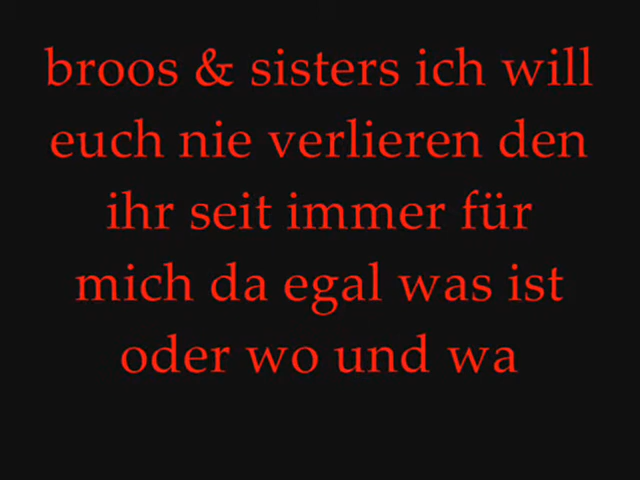 broos & sisters ich will
euch nie verlieren den
ihr seit immer für
mich da egal was ist
oder wo und wa